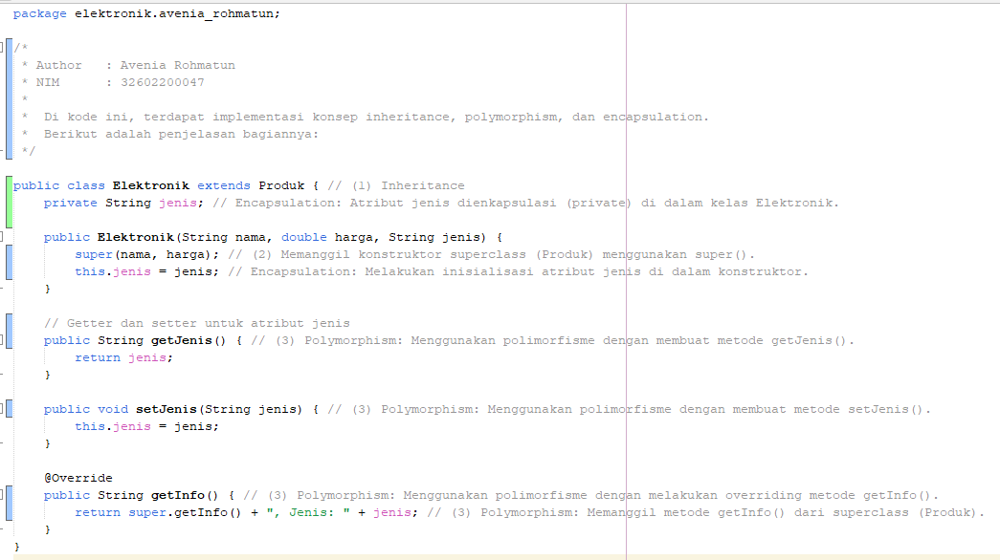 package elektronik.avenia_rohmatun;
/*
 * Author   : Avenia Rohmatun
 * NIM      : 32602200047
 *
 *  Di kode ini, terdapat implementasi konsep inheritance, polymorphism, dan encapsulation.
 *  Berikut adalah penjelasan bagiannya:
 */
public class Elektronik extends Produk { // (1) Inheritance
    private String jenis; // Encapsulation: Atribut jenis dienkapsulasi (private) di dalam kelas Elektronik.
    public Elektronik(String nama, double harga, String jenis) {
        super(nama, harga); // (2) Memanggil konstruktor superclass (Produk) menggunakan super().
        this.jenis = jenis; // Encapsulation: Melakukan inisialisasi atribut jenis di dalam konstruktor.
    }
    // Getter dan setter untuk atribut jenis
    public String getJenis() { // (3) Polymorphism: Menggunakan polimorfisme dengan membuat metode getJenis().
        return jenis;
    }
    public void setJenis(String jenis) { // (3) Polymorphism: Menggunakan polimorfisme dengan membuat metode setJenis().
        this.jenis = jenis;
    }
    @Override
    public String getInfo() { // (3) Polymorphism: Menggunakan polimorfisme dengan melakukan overriding metode getInfo().
        return super.getInfo() + ", Jenis: " + jenis; // (3) Polymorphism: Memanggil metode getInfo() dari superclass (Produk).
    }
}